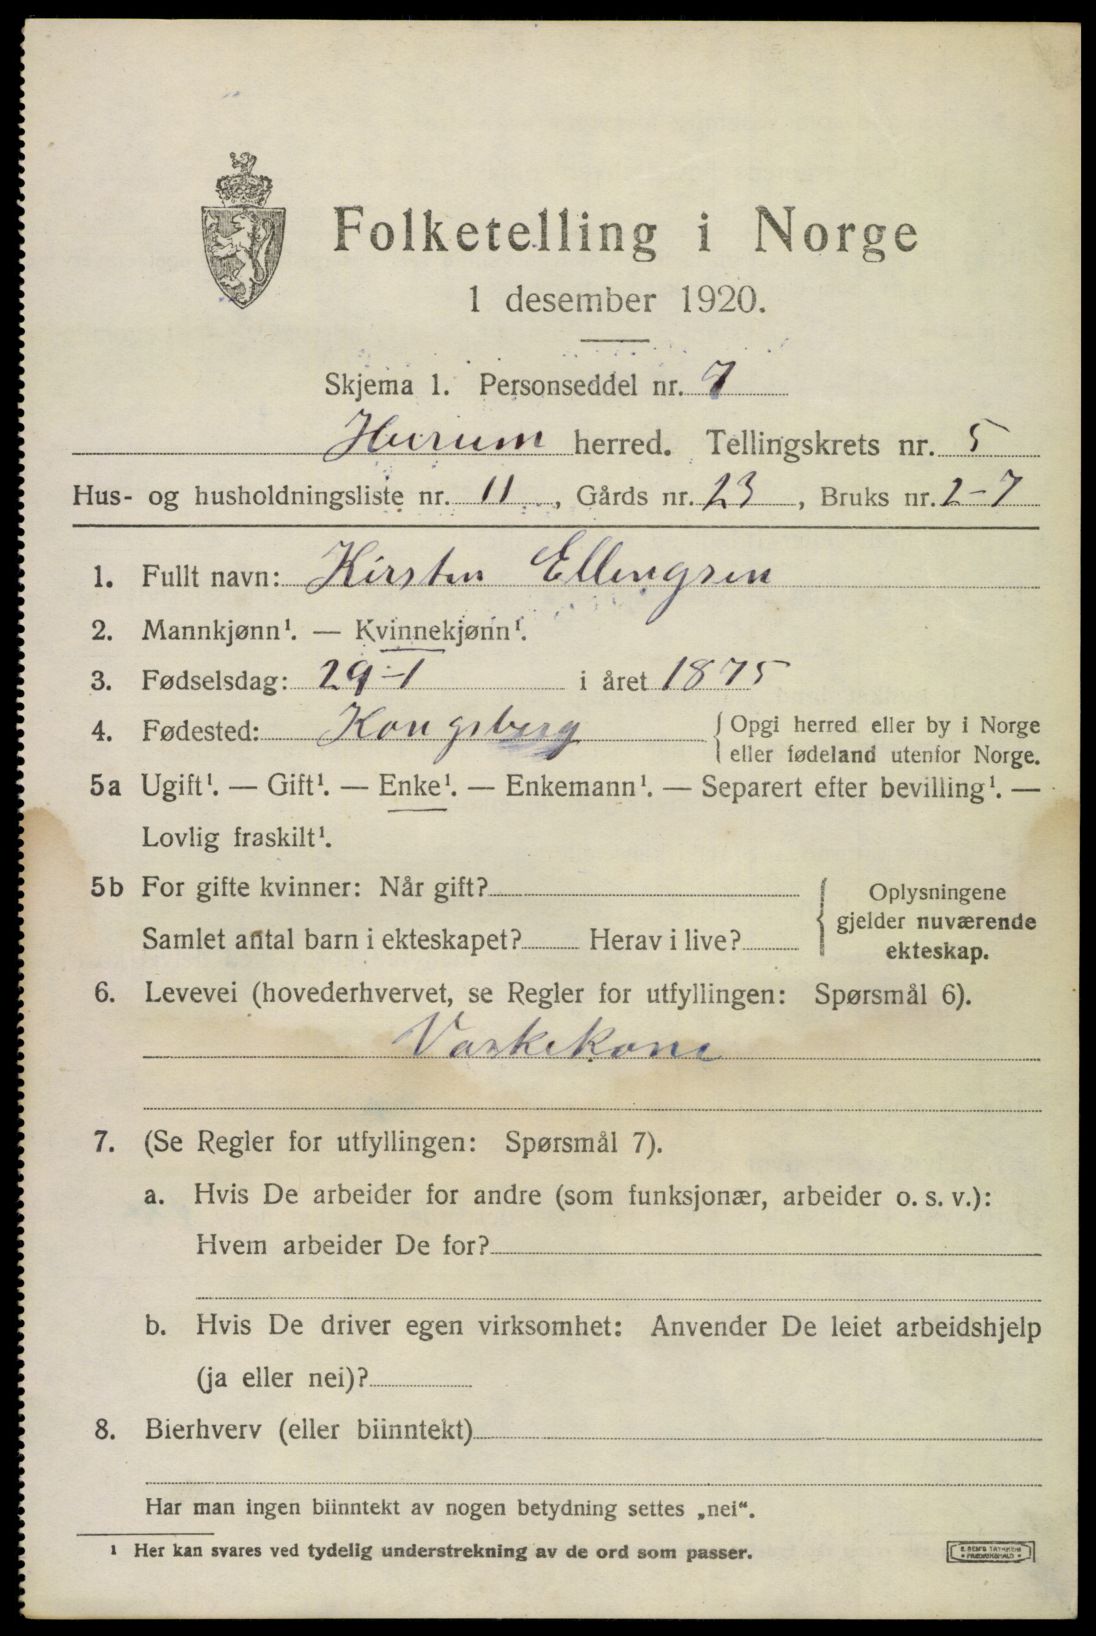 Folketelling i Norge
1 desember 1920.
Skjema 1. Personseddel nr. 7
Hurum herred. Tellingskrets nr. 5
Hus- og husholdningsliste nr. 11, Gårds nr. 23, Bruks nr. 2-7
1. Fullt navn: Kirsten Ellingsen
2. Mannkjønn¹. — Kvinnekjønn¹.
3. Fødselsdag: 29-1 i året 1875
4. Fødested: Kongsberg { Opgi herred eller by i Norge
eller fødeland utenfor Norge.
5a Ugift¹. — Gift¹. — Enke¹. — Enkemann¹. — Separert efter bevilling¹. —
Lovlig fraskilt¹.
5b For gifte kvinner: Når gift?
Samlet antal barn i ekteskapet? Herav i live?
{ Oplysningene
gjelder nuværende
ekteskap.
6. Levevei (hovederhvervet, se Regler for utfyllingen: Spørsmål 6).
Vaskekone
7. (Se Regler for utfyllingen: Spørsmål 7).
a. Hvis De arbeider for andre (som funksjonær, arbeider o. s. v.):
Hvem arbeider De for?
b. Hvis De driver egen virksomhet: Anvender De leiet arbeidshjelp
(ja eller nei)?
8. Bierhverv (eller biinntekt)
Har man ingen biinntekt av nogen betydning settes „nei“.
¹ Her kan svares ved tydelig understrekning av de ord som passer.